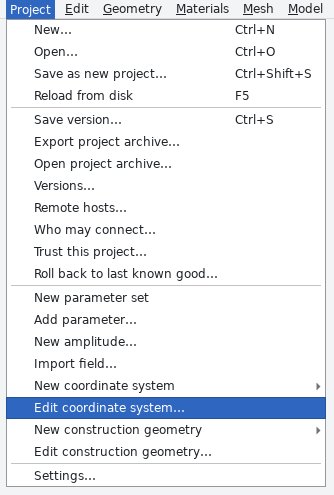 Project Edit Geometry Materials Mesh Model
New... Ctrl+N
Open... Ctrl+O
Save as new project... Ctrl+Shift+S
Reload from disk F5
Save version... Ctrl+S
Export project archive...
Open project archive...
Versions...
Remote hosts...
Who may connect...
Trust this project...
Roll back to last known good...
New parameter set
Add parameter...
New amplitude...
Import field...
New coordinate system
Edit coordinate system...
New construction geometry
Edit construction geometry...
Settings...